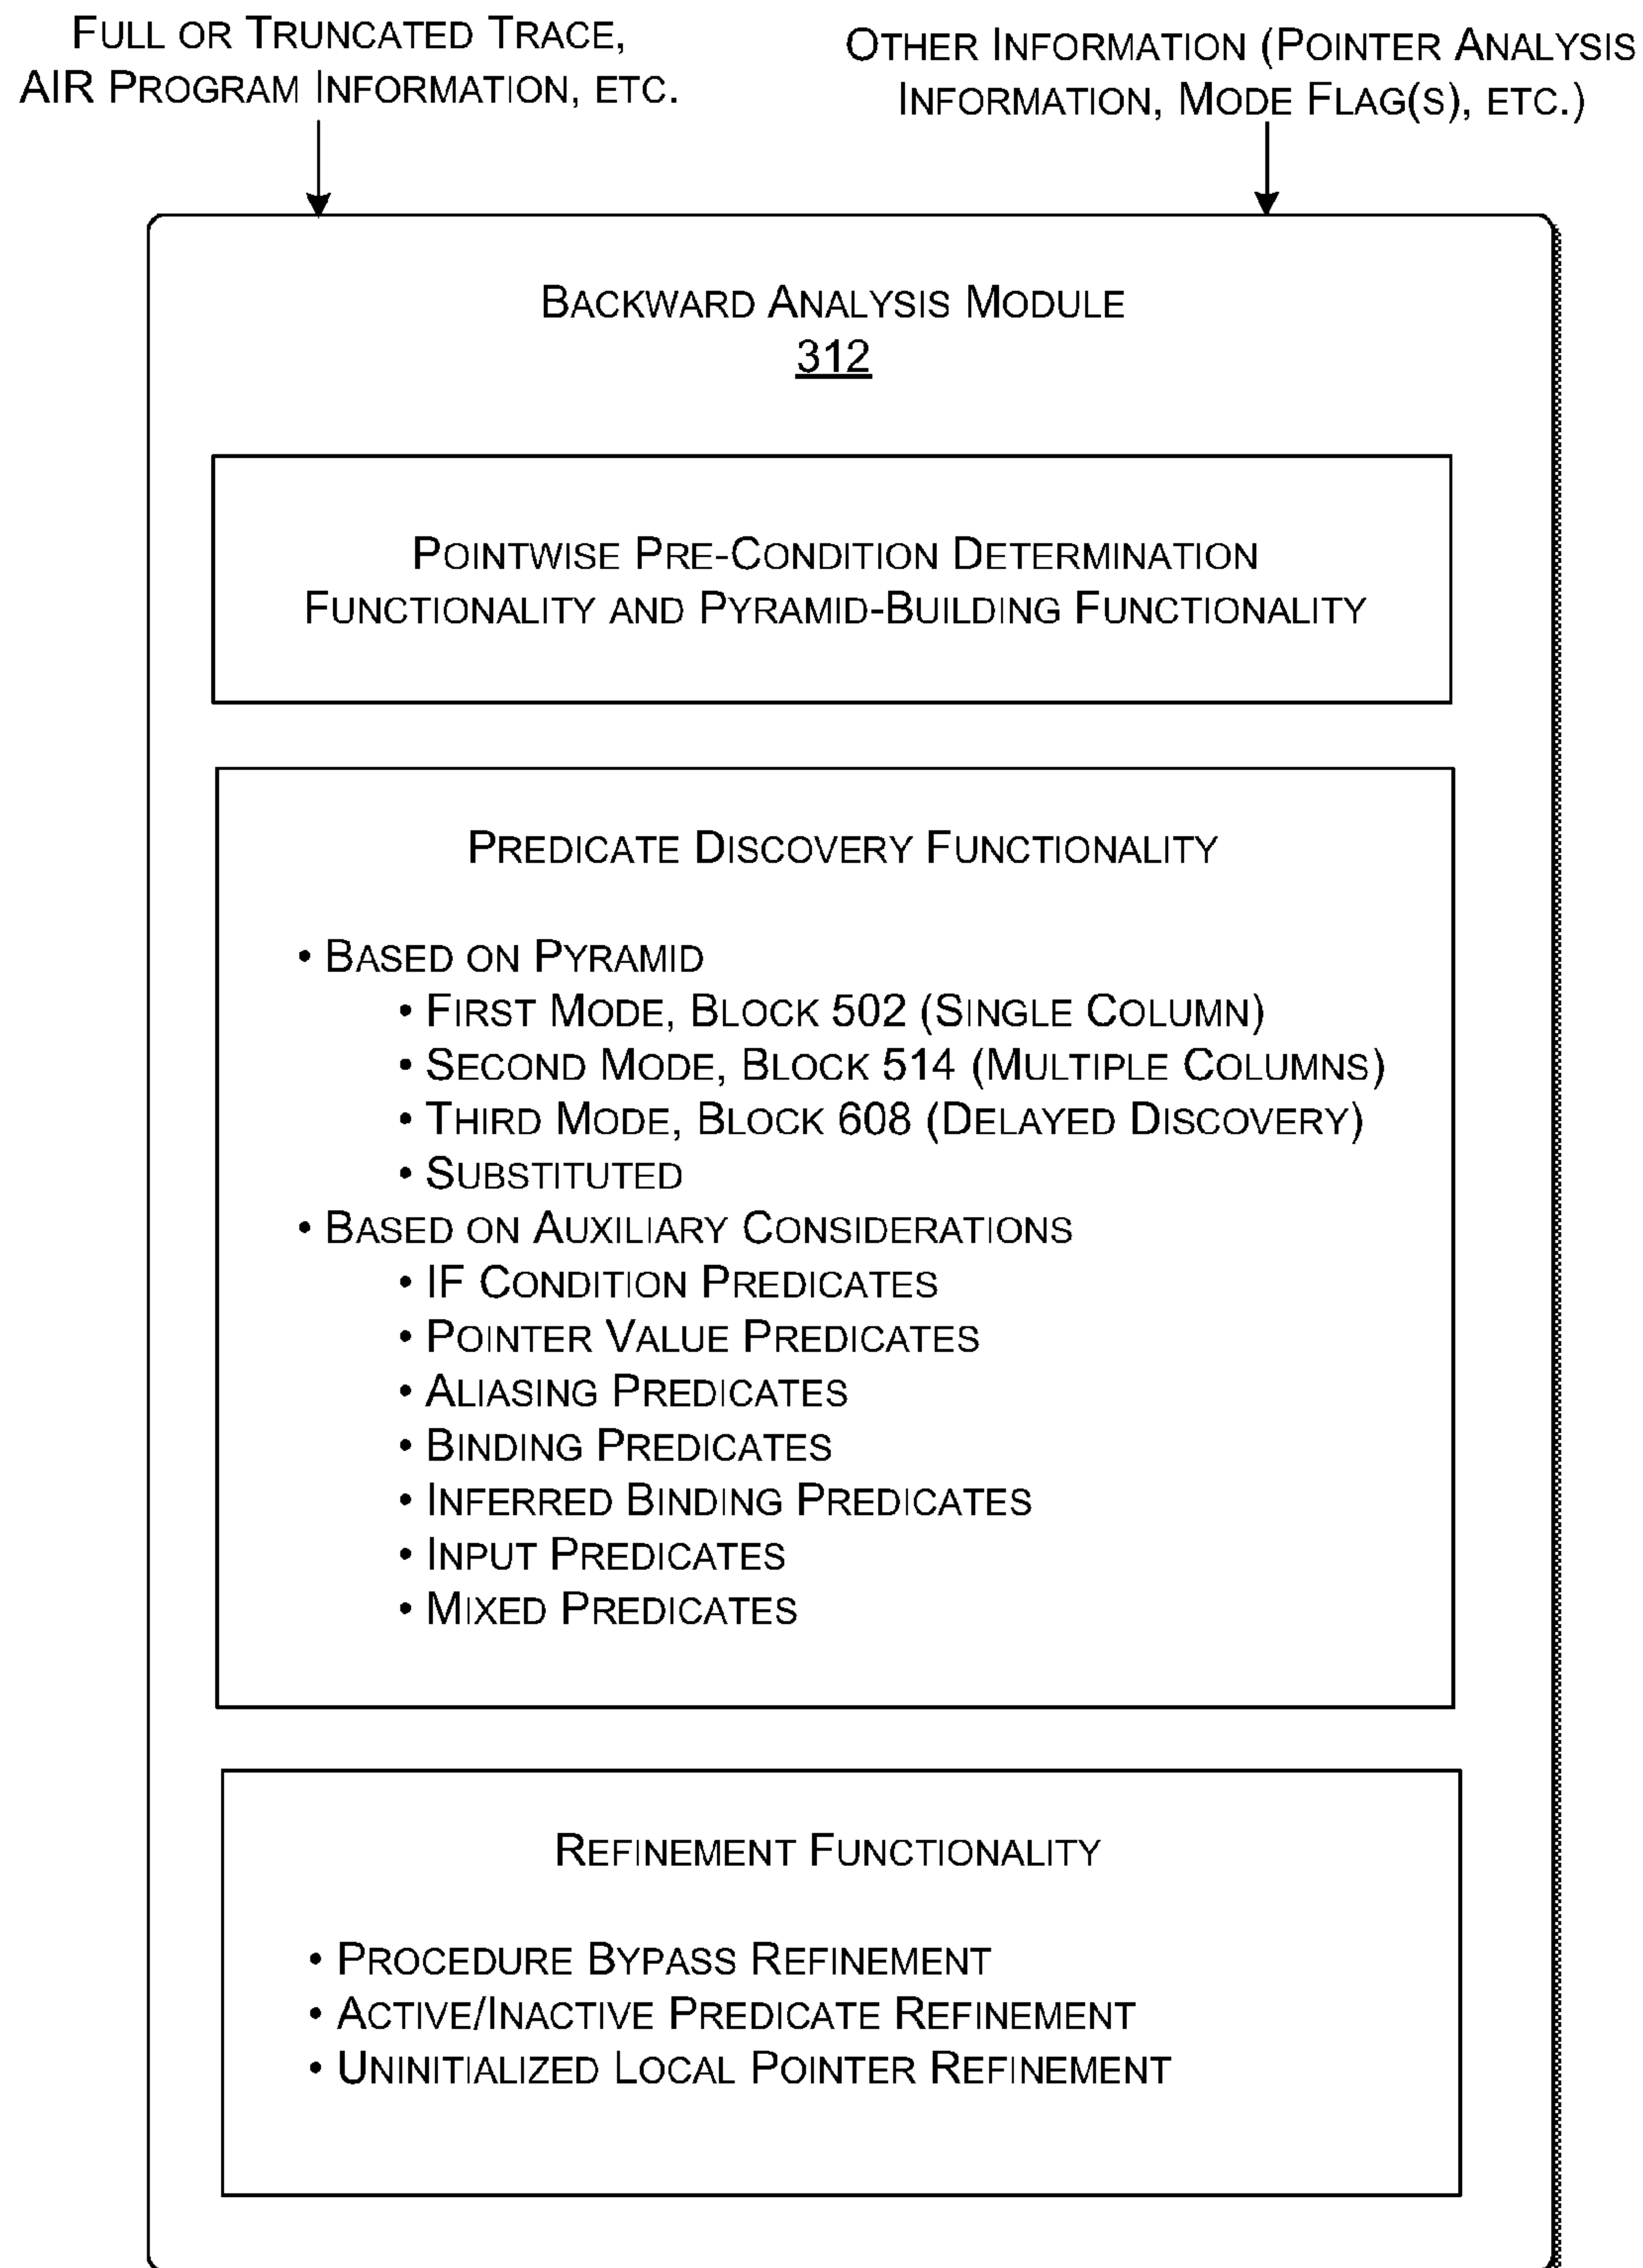 FULL OR TRUNCATED TRACE,
AIR PROGRAM INFORMATION, ETC.
OTHER INFORMATION (POINTER ANALYSIS
INFORMATION, MODE FLAG(S), ETC.)
BACKWARD ANALYSIS MODULE
312
POINTWISE PRE-CONDITION DETERMINATION
FUNCTIONALITY AND PYRAMID-BUILDING FUNCTIONALITY
PREDICATE DISCOVERY FUNCTIONALITY
• BASED ON PYRAMID
• FIRST MODE, BLOCK 502 (SINGLE COLUMN)
• SECOND MODE, BLOCK 514 (MULTIPLE COLUMNS)
• THIRD MODE, BLOCK 608 (DELAYED DISCOVERY)
• SUBSTITUTED
• BASED ON AUXILIARY CONSIDERATIONS
• IF CONDITION PREDICATES
• POINTER VALUE PREDICATES
• ALIASING PREDICATES
• BINDING PREDICATES
• INFERRED BINDING PREDICATES
• INPUT PREDICATES
• MIXED PREDICATES
REFINEMENT FUNCTIONALITY
• PROCEDURE BYPASS REFINEMENT
• ACTIVE/INACTIVE PREDICATE REFINEMENT
• UNINITIALIZED LOCAL POINTER REFINEMENT